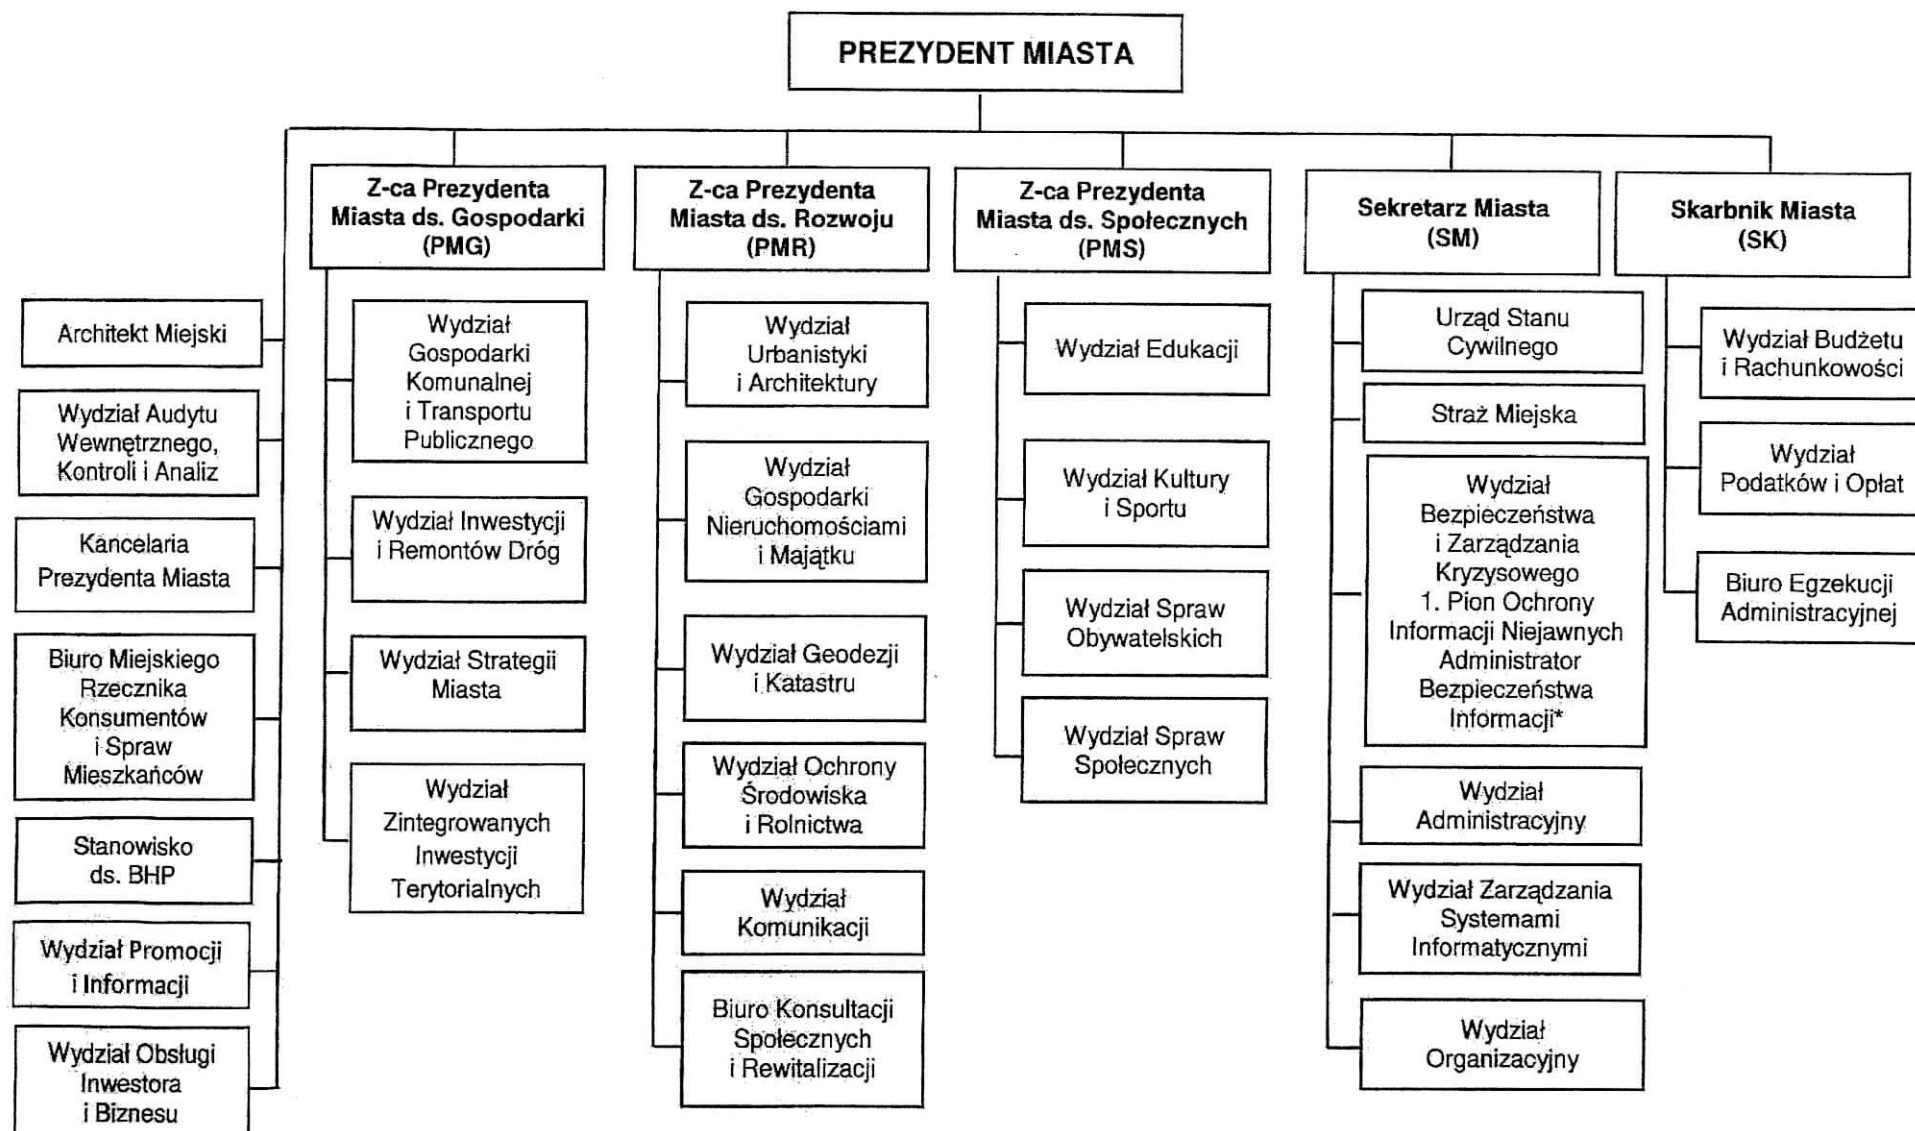 PREZYDENT MIASTA
Z-ca Prezydenta
Miasta ds. Gospodarki
(PMG)
Z-ca Prezydenta
Miasta ds. Rozwoju
(PMR)
Z-ca Prezydenta
Miasta ds. Społecznych
(PMS)
Sekretarz Miasta
(SM)
Skarbnik Miasta
(SK)
Architekt Miejski
Wydział Audytu
Wewnętrznego,
Kontroli i Analiz
Kancelaria
Prezydenta Miasta
Biuro Miejskiego
Rzecznika
Konsumentów
i Spraw
Mieszkańców
Stanowisko
ds. BHP
Wydział Promocji
i Informacji
Wydział Obsługi
Inwestora
i Biznesu
Wydział
Gospodarki
Komunalnej
i Transportu
Publicznego
Wydział Inwestycji
i Remontów Dróg
Wydział Strategii
Miasta
Wydział
Zintegrowanych
Inwestycji
Terytorialnych
Wydział
Urbanistyki
i Architektury
Wydział
Gospodarki
Nieruchomościami
i Majątku
Wydział Geodezji
i Katastru
Wydział Ochrony
Środowiska
i Rolnictwa
Wydział
Komunikacji
Biuro Konsultacji
Społecznych
i Rewitalizacji
Wydział Edukacji
Wydział Kultury
i Sportu
Wydział Spraw
Obywatelskich
Wydział Spraw
Społecznych
Urząd Stanu
Cywilnego
Straż Miejska
Wydział
Bezpieczeństwa
i Zarządzania
Kryzysowego
1. Pion Ochrony
Informacji Niejawnych
Administrator
Bezpieczeństwa
Informacji*
Wydział
Administracyjny
Wydział Zarządzania
Systemami
Informatycznymi
Wydział
Organizacyjny
Wydział Budżetu
i Rachunkowości
Wydział
Podatków i Opłat
Biuro Egzekucji
Administracyjnej